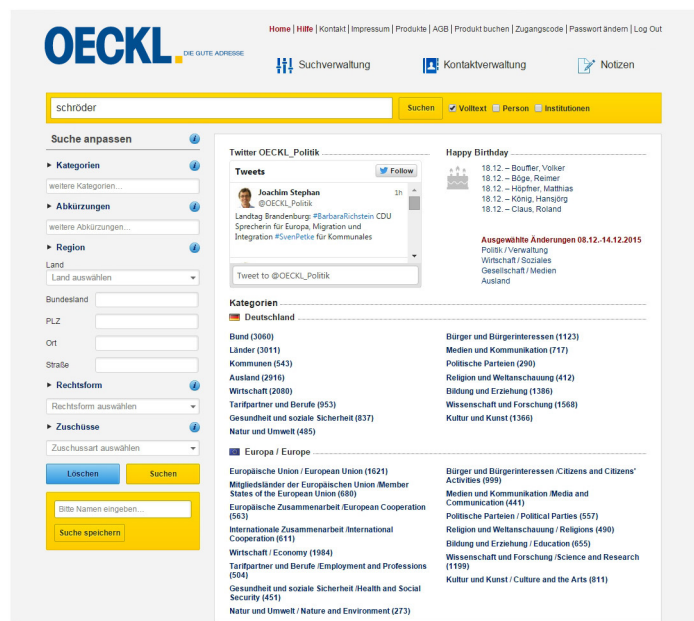 OECKL.
DIE GUTE ADRESSE
Home | Hilfe | Kontakt | Impressum | Produkte | AGB | Produkt buchen | Zugangscode | Passwort ändern | Log Out
Suchverwaltung
Kontaktverwaltung
Notizen
schröder
Suchen
Volltext
Person
Institutionen
Suche anpassen
Kategorien
weitere Kategorien...
Abkürzungen
weitere Abkürzungen...
Region
Land
Land auswählen
Bundesland
PLZ
Ort
Straße
Rechtsform
Rechtsform auswählen
Zuschüsse
Zuschussart auswählen
Löschen
Suchen
Bitte Namen eingeben...
Suche speichern
Twitter OECKL_Politik
Tweets
Follow
Joachim Stephan
1h
@OECKL_Politik
Landtag Brandenburg: #BarbaraRichstein CDU
Sprecherin für Europa, Migration und
Integration #SvenPetke für Kommunales
Tweet to @OECKL_Politik
Happy Birthday
18.12. – Bouffier, Volker
18.12. – Böge, Reimer
18.12. – Höpfner, Matthias
18.12. – König, Hansjörg
18.12. – Claus, Roland
Ausgewählte Änderungen 08.12.-14.12.2015
Politik / Verwaltung
Wirtschaft / Soziales
Gesellschaft / Medien
Ausland
Kategorien
Deutschland
Bund (3060)
Länder (3011)
Kommunen (543)
Ausland (2916)
Wirtschaft (2080)
Tarifpartner und Berufe (953)
Gesundheit und soziale Sicherheit (837)
Natur und Umwelt (485)
Bürger und Bürgerinteressen (1123)
Medien und Kommunikation (717)
Politische Parteien (290)
Religion und Weltanschauung (412)
Bildung und Erziehung (1386)
Wissenschaft und Forschung (1568)
Kultur und Kunst (1366)
Europa / Europe
Europäische Union / European Union (1621)
Mitgliedsländer der Europäischen Union /Member
States of the European Union (680)
Europäische Zusammenarbeit /European Cooperation
(563)
Internationale Zusammenarbeit /International
Cooperation (611)
Wirtschaft / Economy (1984)
Tarifpartner und Berufe /Employment and Professions
(504)
Gesundheit und soziale Sicherheit /Health and Social
Security (451)
Natur und Umwelt / Nature and Environment (273)
Bürger und Bürgerinteressen /Citizens and Citizens'
Activities (999)
Medien und Kommunikation /Media and
Communication (441)
Politische Parteien / Political Parties (557)
Religion und Weltanschauung / Religions (490)
Bildung und Erziehung / Education (655)
Wissenschaft und Forschung /Science and Research
(1199)
Kultur und Kunst / Culture and the Arts (811)